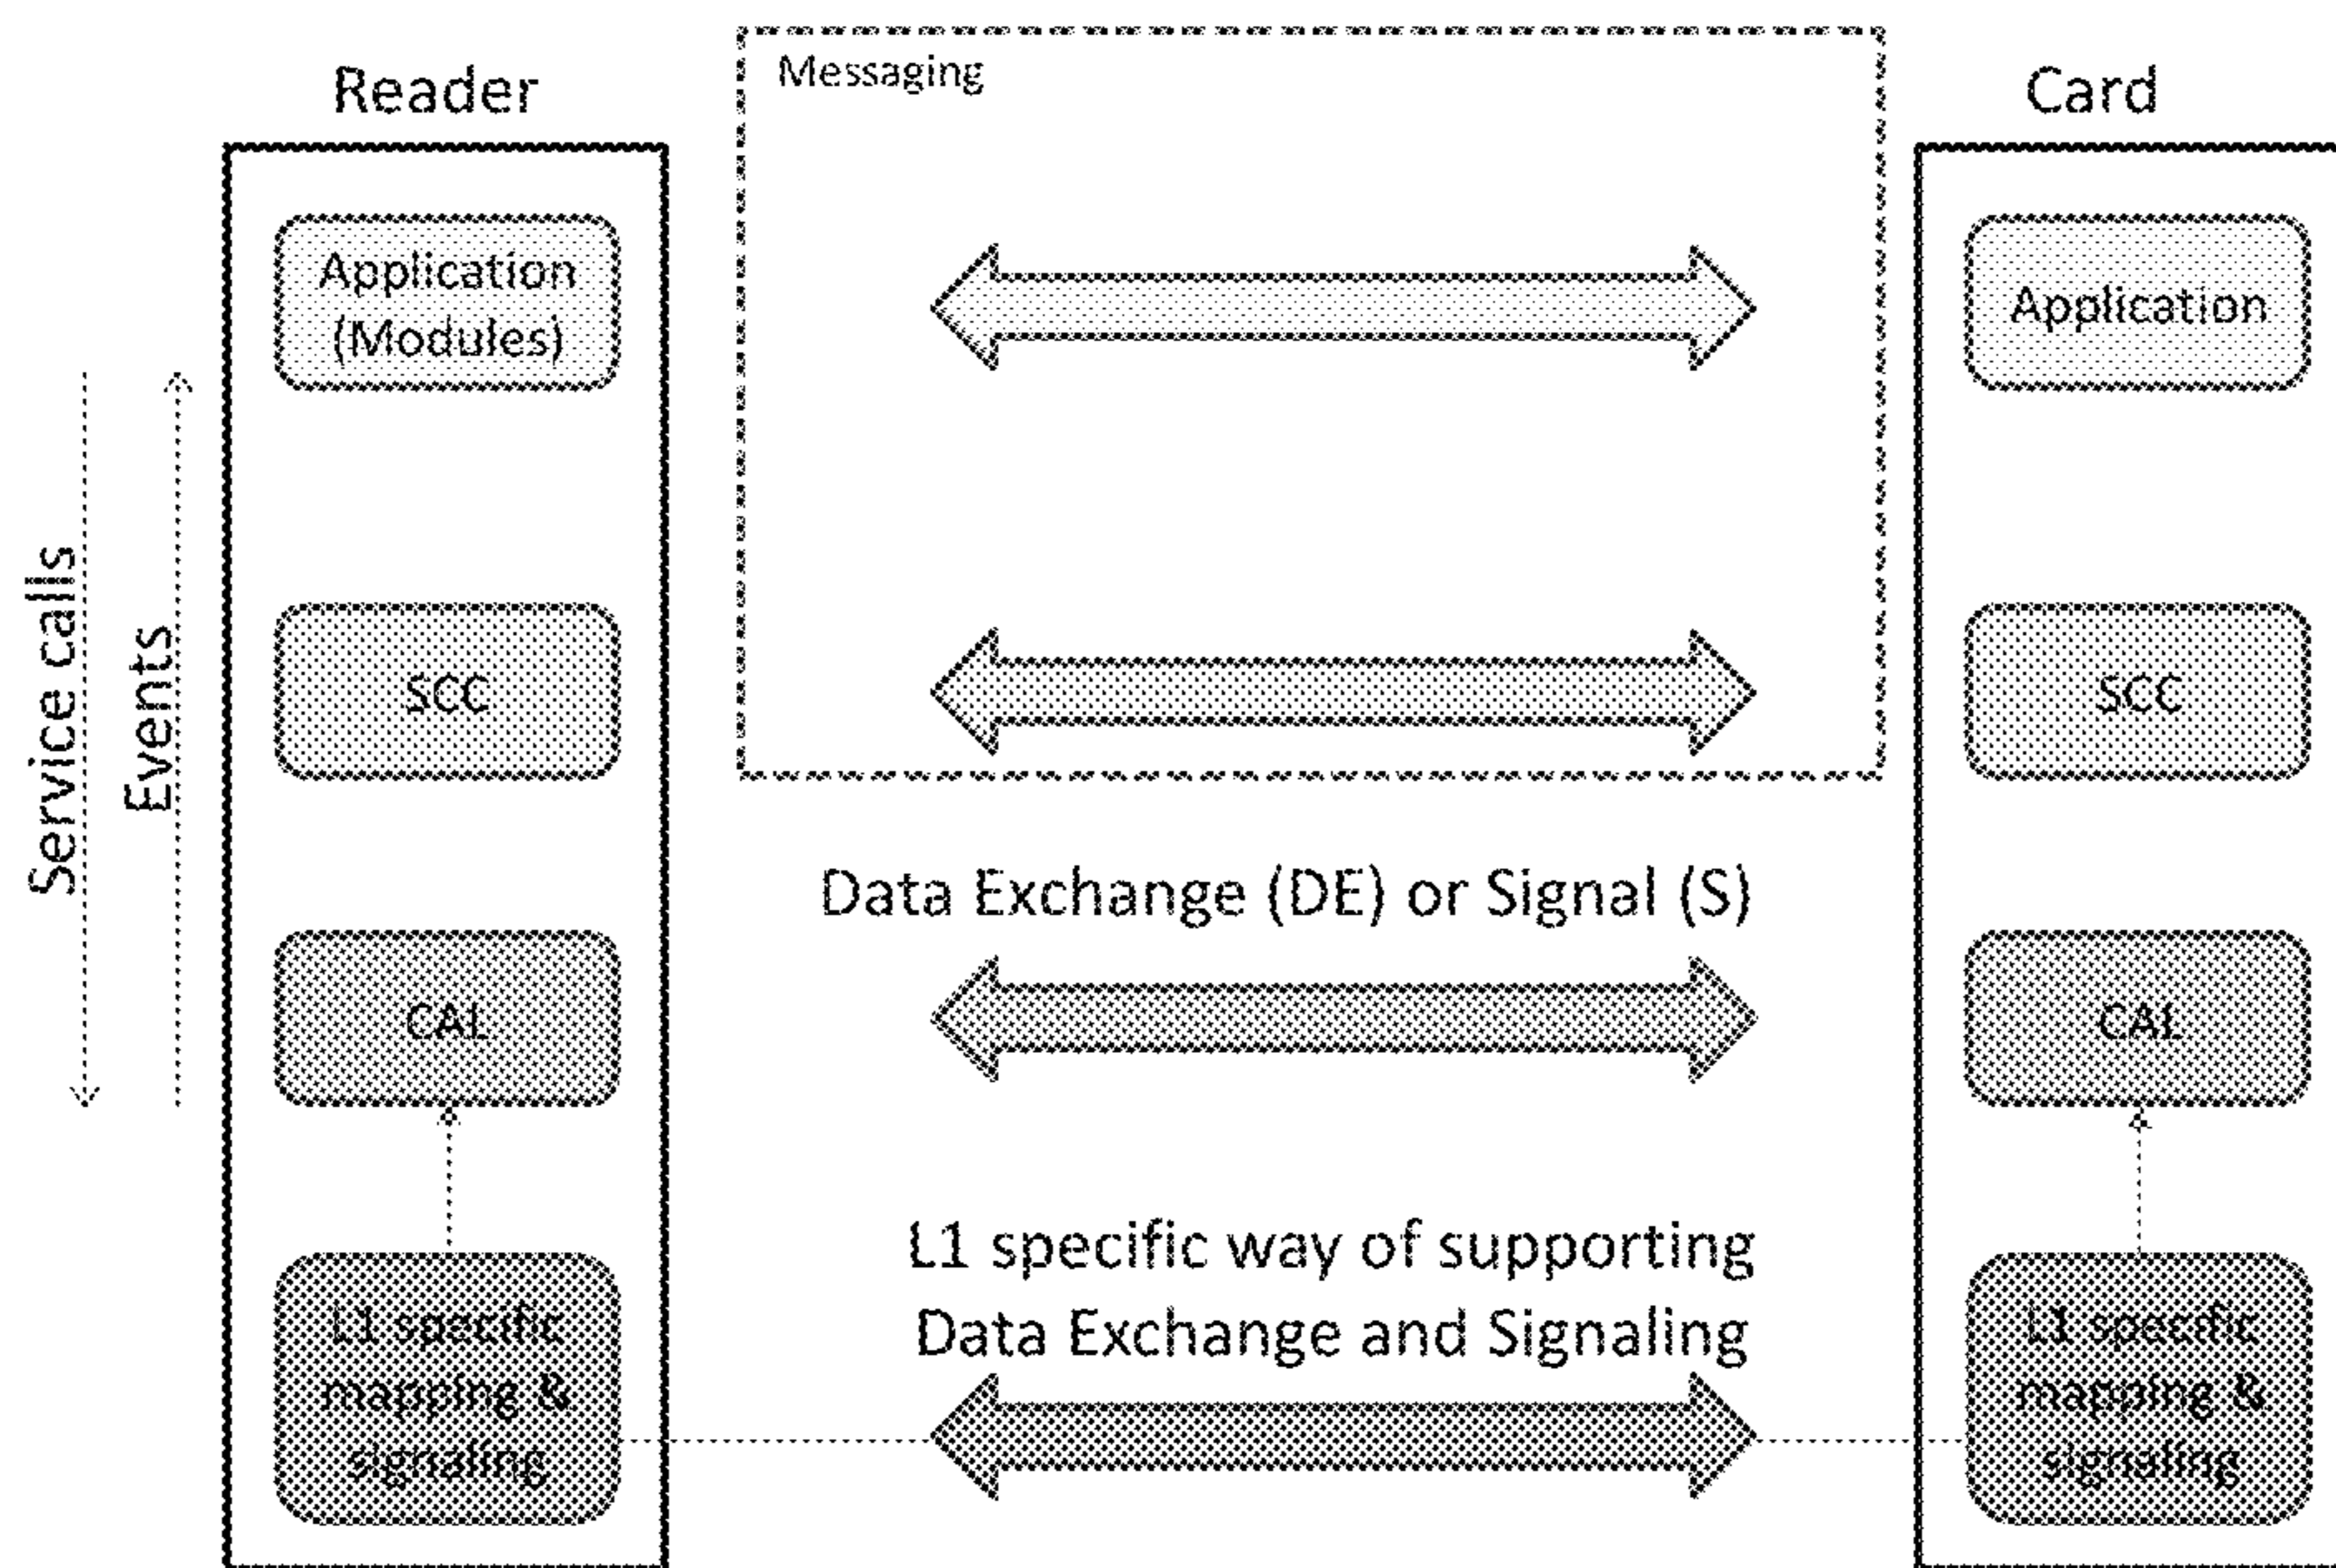 Messaging
Reader
Card
Application
(Modules)
Application
Service calls
Events
SCC
SCC
Data Exchange (DE) or Signal (S)
CAL
CAL
L1 specific way of supporting
Data Exchange and Signaling
L1 specific
mapping &
signaling
L1 specific
mapping &
signaling